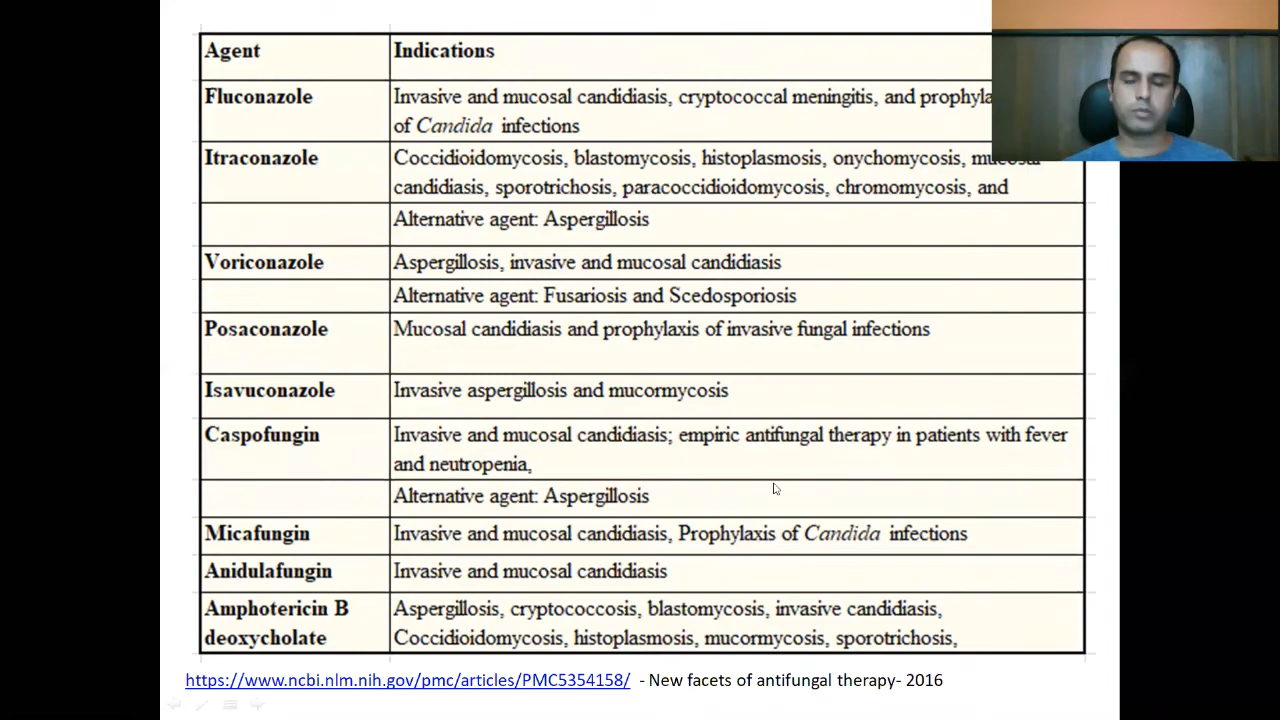 Agent Indications
Fluconazole Invasive and mucosal candidiasis, cryptococcal meningitis, and
of Candida infections
Itraconazole Coccidioidomycosis, blastomycosis, histoplasmosis, onychomycosis, mucosal
candidiasis, sporotrichosis, paracoccidioidomycosis, chromomycosis, and
Alternative agent: Aspergillosis
Voriconazole Aspergillosis, invasive and mucosal candidiasis
Alternative agent: Fusariosis and Scedosporiosis
Posaconazole Mucosal candidiasis and prophylaxis of invasive fungal infections
Isavuconazole Invasive aspergillosis and mucormycosis
Caspofungin Invasive and mucosal candidiasis; empiric antifungal therapy in patients with fever
and neutropenia,
Alternative agent: Aspergillosis
Micafungin Invasive and mucosal candidiasis, Prophylaxis of Candida infections
Anidulafungin Invasive and mucosal candidiasis
Amphotericin B Aspergillosis, cryptococcosis, blastomycosis, invasive candidiasis,
deoxycholate Coccidioidomycosis, histoplasmosis, mucormycosis, sporotrichosis,
https://www.ncbi.nlm.nih.gov/pmc/articles/PMC5354158/ - New facets of antifungal therapy- 2016